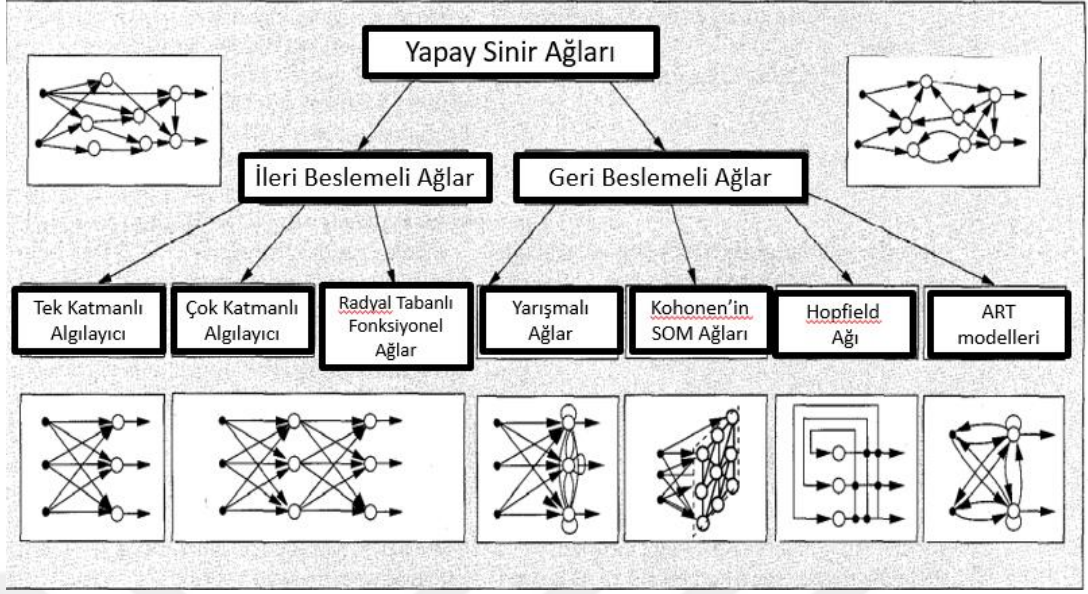 Yapay Sinir Ağları
İleri Beslemeli Ağlar
Geri Beslemeli Ağlar
Tek Katmanlı
Algılayıcı
Çok Katmanlı
Algılayıcı
Radyal Tabanlı
Fonksiyonel
Ağlar
Yarışmalı
Ağlar
Kohonen’in
SOM Ağları
Hopfield
Ağı
ART
modelleri